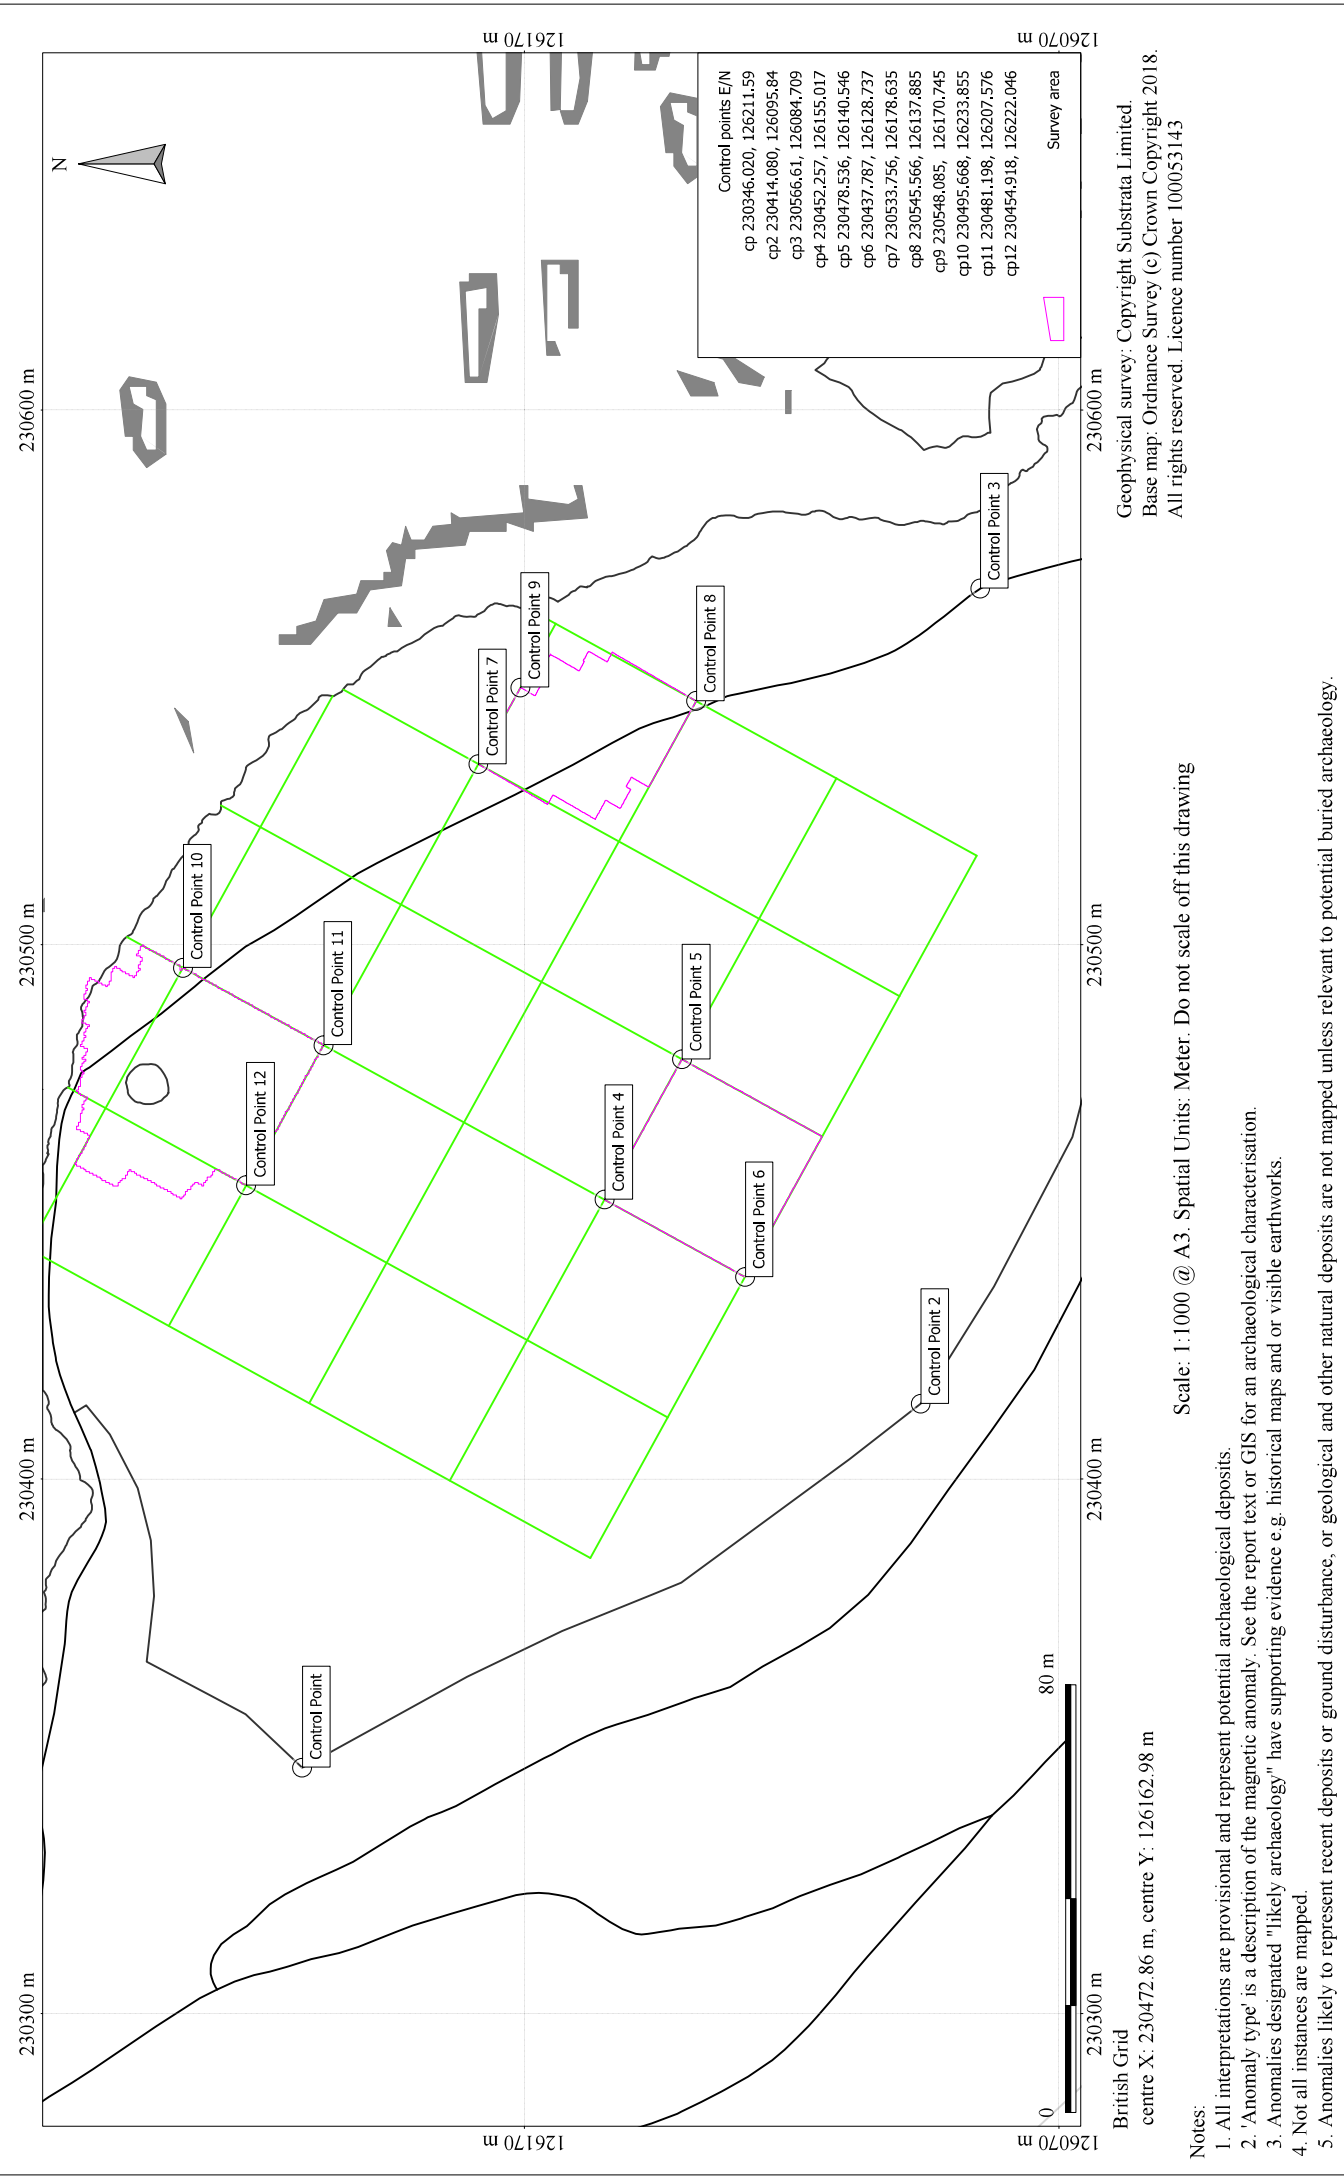 N
230300 m
230400 m
230500 m
230600 m
126170 m
126170 m
126070 m
126070 m
Control Point
Control Point 2
Control Point 3
Control Point 4
Control Point 5
Control Point 6
Control Point 7
Control Point 8
Control Point 9
Control Point 10
Control Point 11
Control Point 12
Control points E/N
cp 230346.020, 126211.59
cp2 230414.080, 126095.84
cp3 230566.61, 126084.709
cp4 230452.257, 126155.017
cp5 230478.536, 126140.546
cp6 230437.787, 126128.737
cp7 230533.756, 126178.635
cp8 230545.566, 126137.885
cp9 230548.085, 126170.745
cp10 230495.668, 126233.855
cp11 230481.198, 126207.576
cp12 230454.918, 126222.046
Survey area
0 80 m
230300 m
230400 m
230500 m
230600 m
British Grid
centre X: 230472.86 m, centre Y: 126162.98 m
Scale: 1:1000 @ A3. Spatial Units: Meter. Do not scale off this drawing
Geophysical survey: Copyright Substrata Limited.
Base map: Ordnance Survey (c) Crown Copyright 2018.
All rights reserved. Licence number 100053143
Notes:
1. All interpretations are provisional and represent potential archaeological deposits.
2. 'Anomaly type' is a description of the magnetic anomaly. See the report text or GIS for an archaeological characterisation.
3. Anomalies designated "likely archaeology" have supporting evidence e.g. historical maps and or visible earthworks.
4. Not all instances are mapped.
5. Anomalies likely to represent recent deposits or ground disturbance, or geological and other natural deposits are not mapped unless relevant to potential buried archaeology.